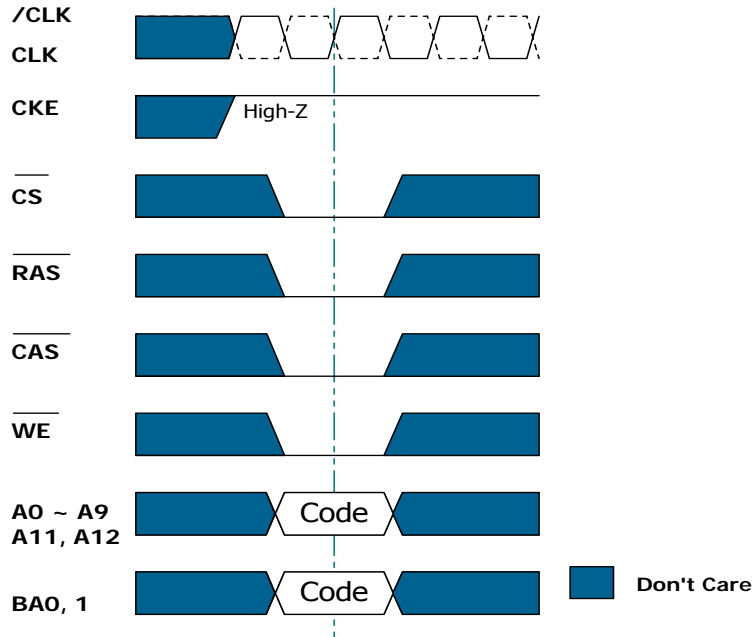 /CLK
CLK
CKE
High-Z
CS
RAS
CAS
WE
A0 ~ A9
A11, A12
Code
BA0, 1
Code
Don't Care